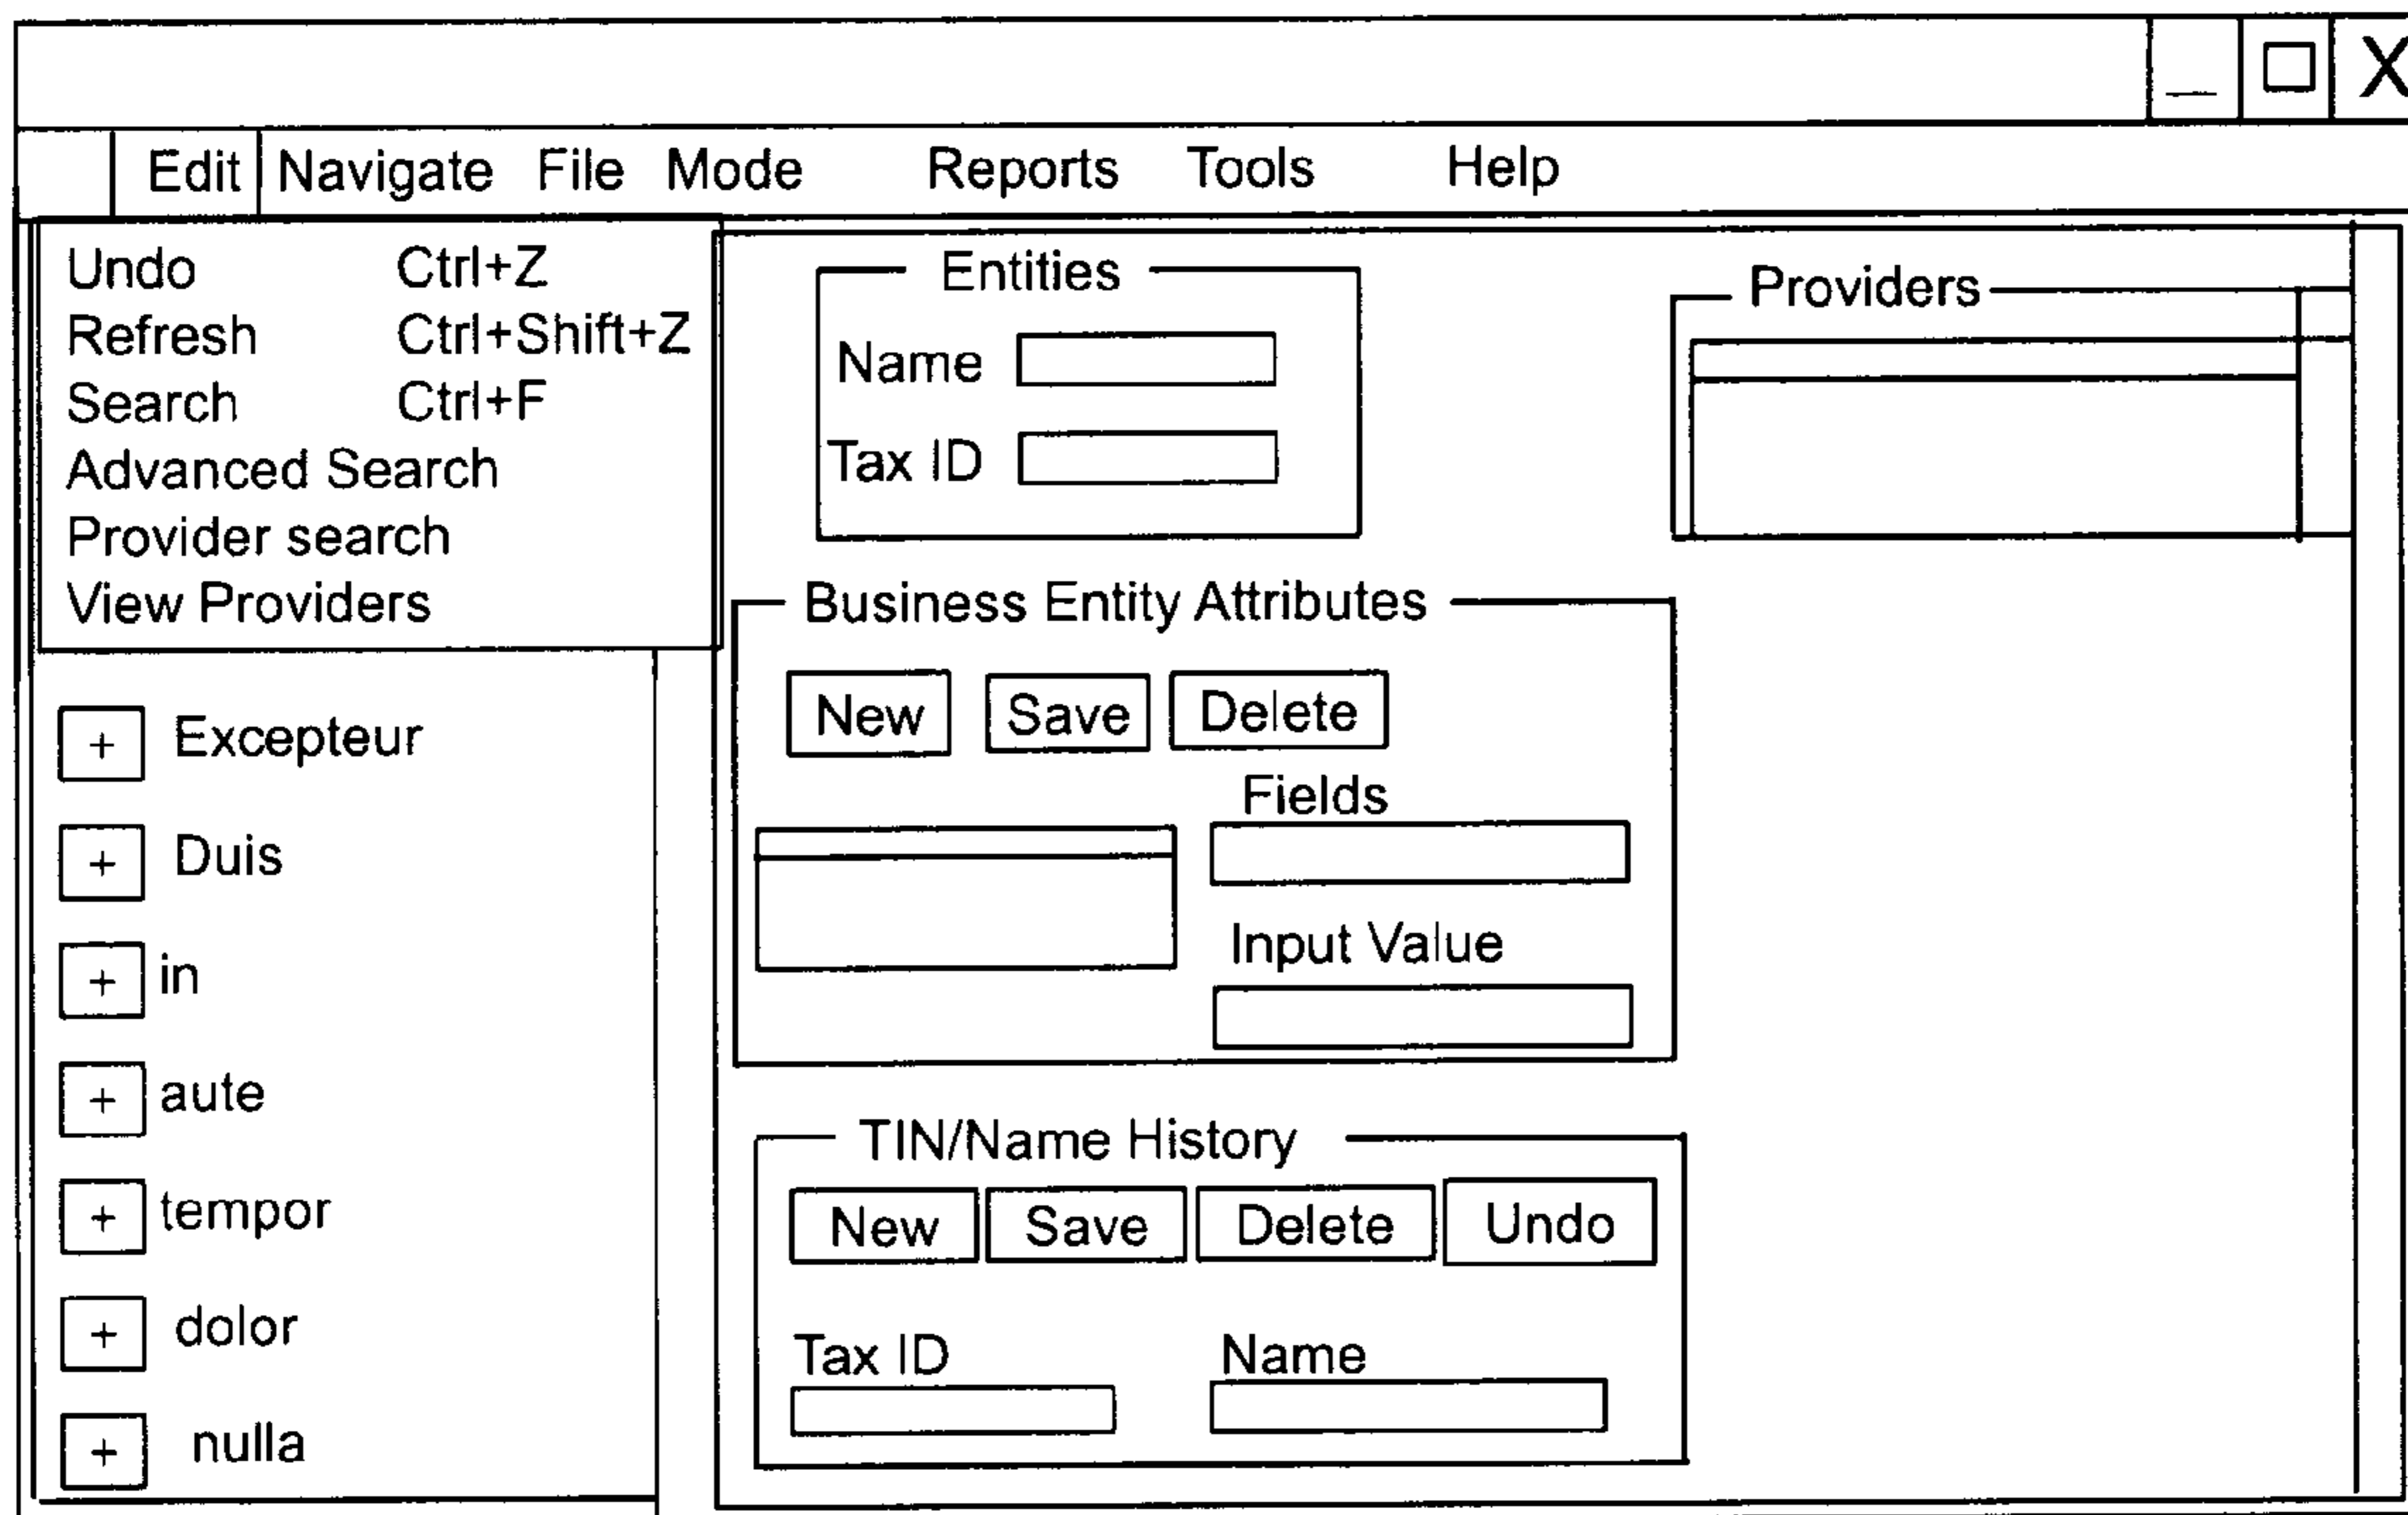 _ □ X
Edit Navigate File Mode Reports Tools Help
Undo Ctrl+Z
Refresh Ctrl+Shift+Z
Search Ctrl+F
Advanced Search
Provider search
View Providers
+ Excepteur
+ Duis
+ in
+ aute
+ tempor
+ dolor
+ nulla
Entities
Name
Tax ID
Providers
Business Entity Attributes
New Save Delete
Fields
Input Value
TIN/Name History
New Save Delete Undo
Tax ID Name